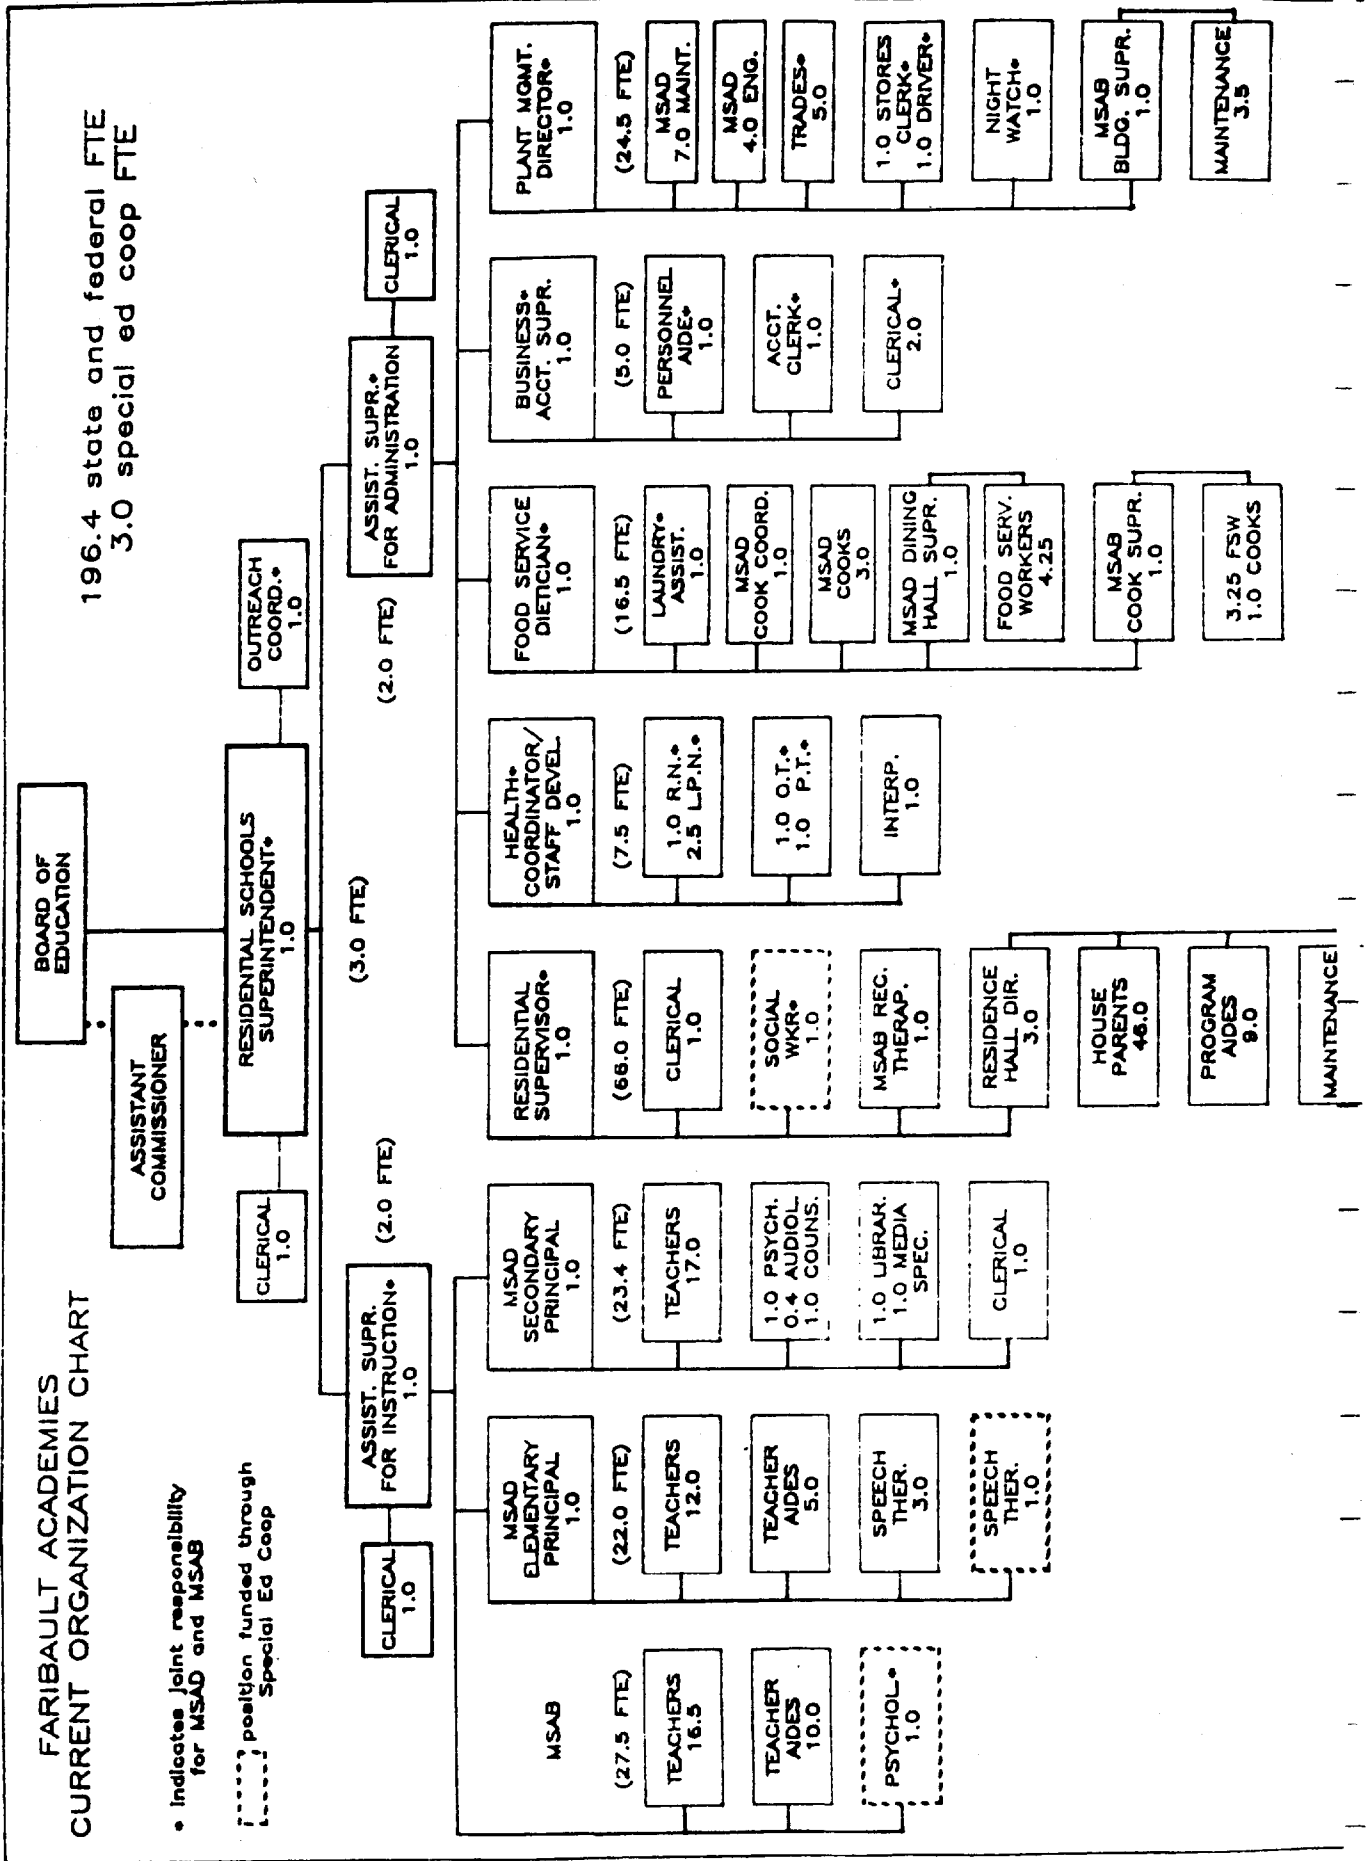 FARIBAULT ACADEMIES
CURRENT ORGANIZATION CHART
• Indicates joint responsibility
for MSAD and MSAB
position funded through
Special Ed Coop
196.4 state and federal FTE
3.0 special ed coop FTE
BOARD OF
EDUCATION
ASSISTANT
COMMISSIONER
RESIDENTIAL SCHOOLS
SUPERINTENDENT•
1.0
CLERICAL
1.0
OUTREACH
COORD.•
1.0
(3.0 FTE)
ASSIST. SUPR.
FOR INSTRUCTION•
1.0
CLERICAL
1.0
(2.0 FTE)
ASSIST. SUPR.•
FOR ADMINISTRATION
1.0
CLERICAL
1.0
(2.0 FTE)
MSAB
(27.5 FTE)
TEACHERS
16.5
TEACHER
AIDES
10.0
PSYCHOL•
1.0
MSAD
ELEMENTARY
PRINCIPAL
1.0
(22.0 FTE)
TEACHERS
12.0
TEACHER
AIDES
5.0
SPEECH
THER.
3.0
SPEECH
THER.
1.0
MSAD
SECONDARY
PRINCIPAL
1.0
(23.4 FTE)
TEACHERS
17.0
1.0 PSYCH.
0.4 AUDIOL.
1.0 COUNS.
1.0 LIBRAR.
1.0 MEDIA
SPEC.
CLERICAL
1.0
RESIDENTIAL
SUPERVISOR•
1.0
(66.0 FTE)
CLERICAL
1.0
SOCIAL
WKR•
1.0
MSAB REC.
THERAP.
1.0
RESIDENCE
HALL DIR.
3.0
HOUSE
PARENTS
46.0
PROGRAM
AIDES
9.0
MAINTENANCE
HEALTH•
COORDINATOR/
STAFF DEVEL.
1.0
(7.5 FTE)
1.0 R.N.•
2.5 L.P.N.•
1.0 O.T.•
1.0 P.T.•
INTERP.
1.0
FOOD SERVICE
DIETICIAN•
1.0
(16.5 FTE)
LAUNDRY•
ASSIST.
1.0
MSAD
COOK COORD.
1.0
MSAD
COOKS
3.0
MSAD DINING
HALL SUPR.
1.0
FOOD SERV.
WORKERS
4.25
MSAB
COOK SUPR.
1.0
3.25 FSW
1.0 COOKS
BUSINESS•
ACCT. SUPR.
1.0
(5.0 FTE)
PERSONNEL
AIDE•
1.0
ACCT.
CLERK•
1.0
CLERICAL•
2.0
PLANT MGMT.
DIRECTOR•
1.0
(24.5 FTE)
MSAD
7.0 MAINT.
MSAD
4.0 ENG.
TRADES•
5.0
1.0 STORES
CLERK•
1.0 DRIVER•
NIGHT
WATCH•
1.0
MSAB
BLDG. SUPR.
1.0
MAINTENANCE
3.5